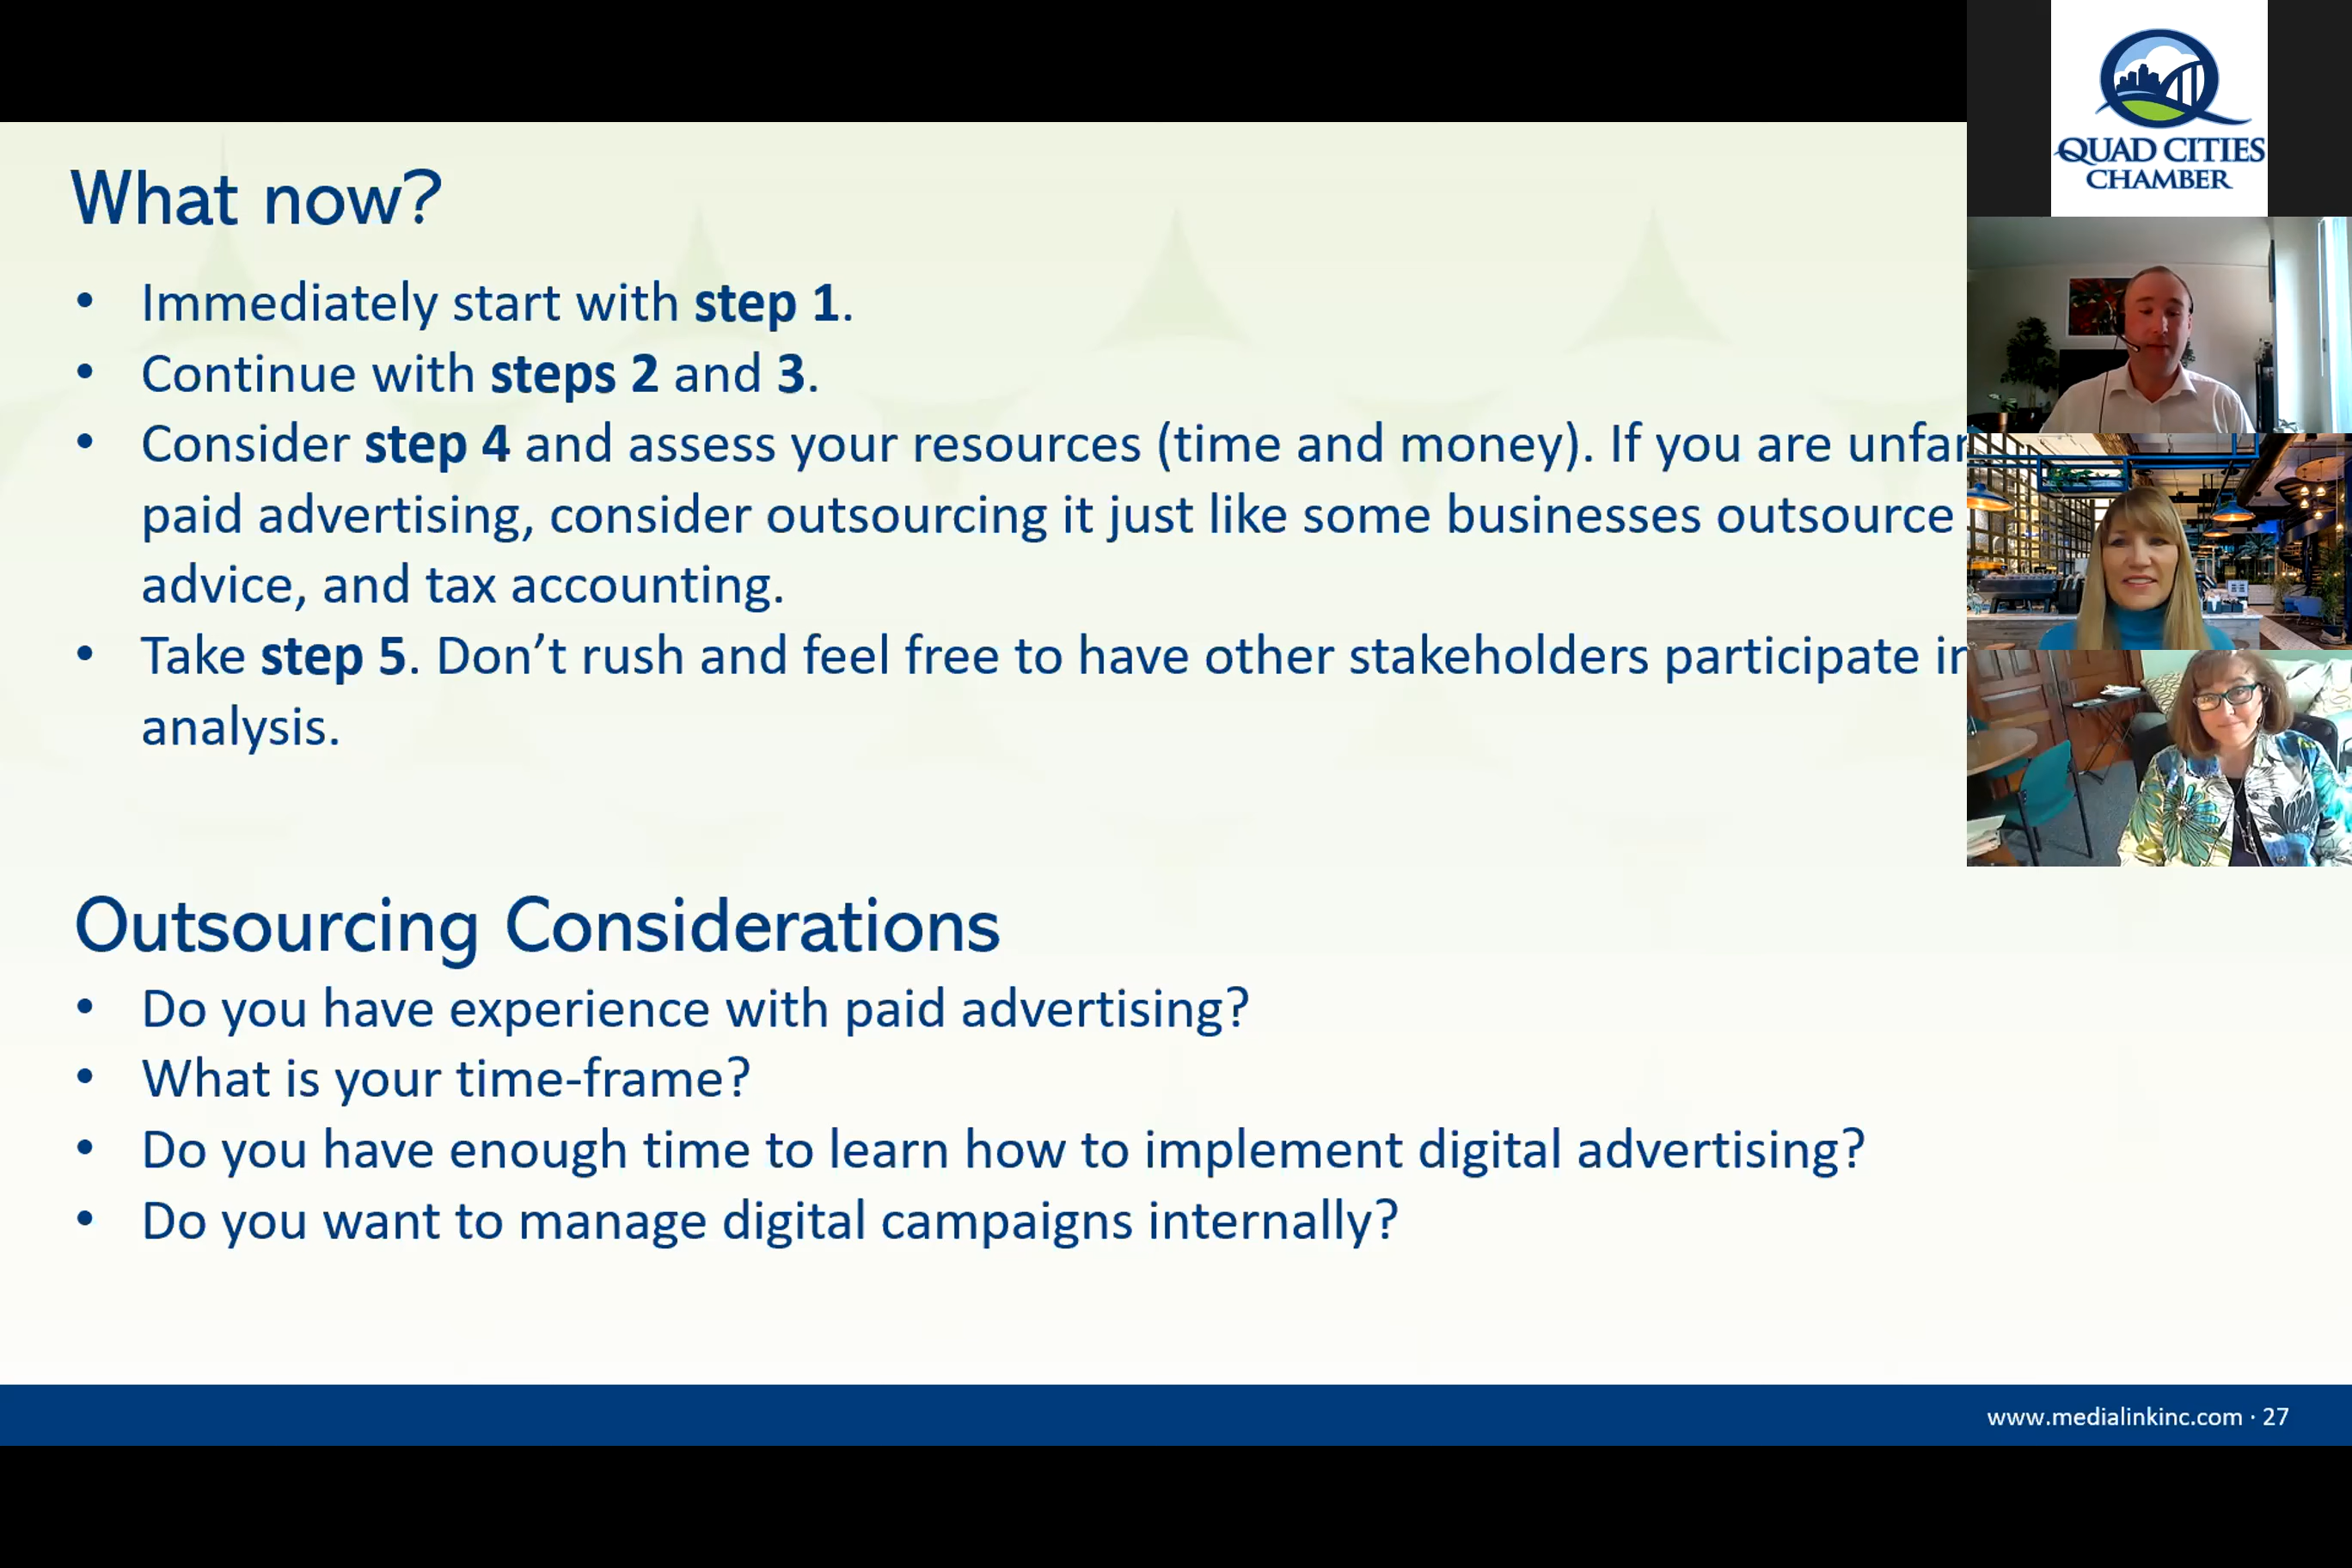 What now?
• Immediately start with step 1.
• Continue with steps 2 and 3.
• Consider step 4 and assess your resources (time and money). If you are
paid advertising, consider outsourcing it just like some businesses outsource
advice, and tax accounting.
• Take step 5. Don’t rush and feel free to have other stakeholders participate
analysis.
Outsourcing Considerations
• Do you have experience with paid advertising?
• What is your time-frame?
• Do you have enough time to learn how to implement digital advertising?
• Do you want to manage digital campaigns internally?
www.medialinkinc.com · 27
QUAD CITIES
CHAMBER